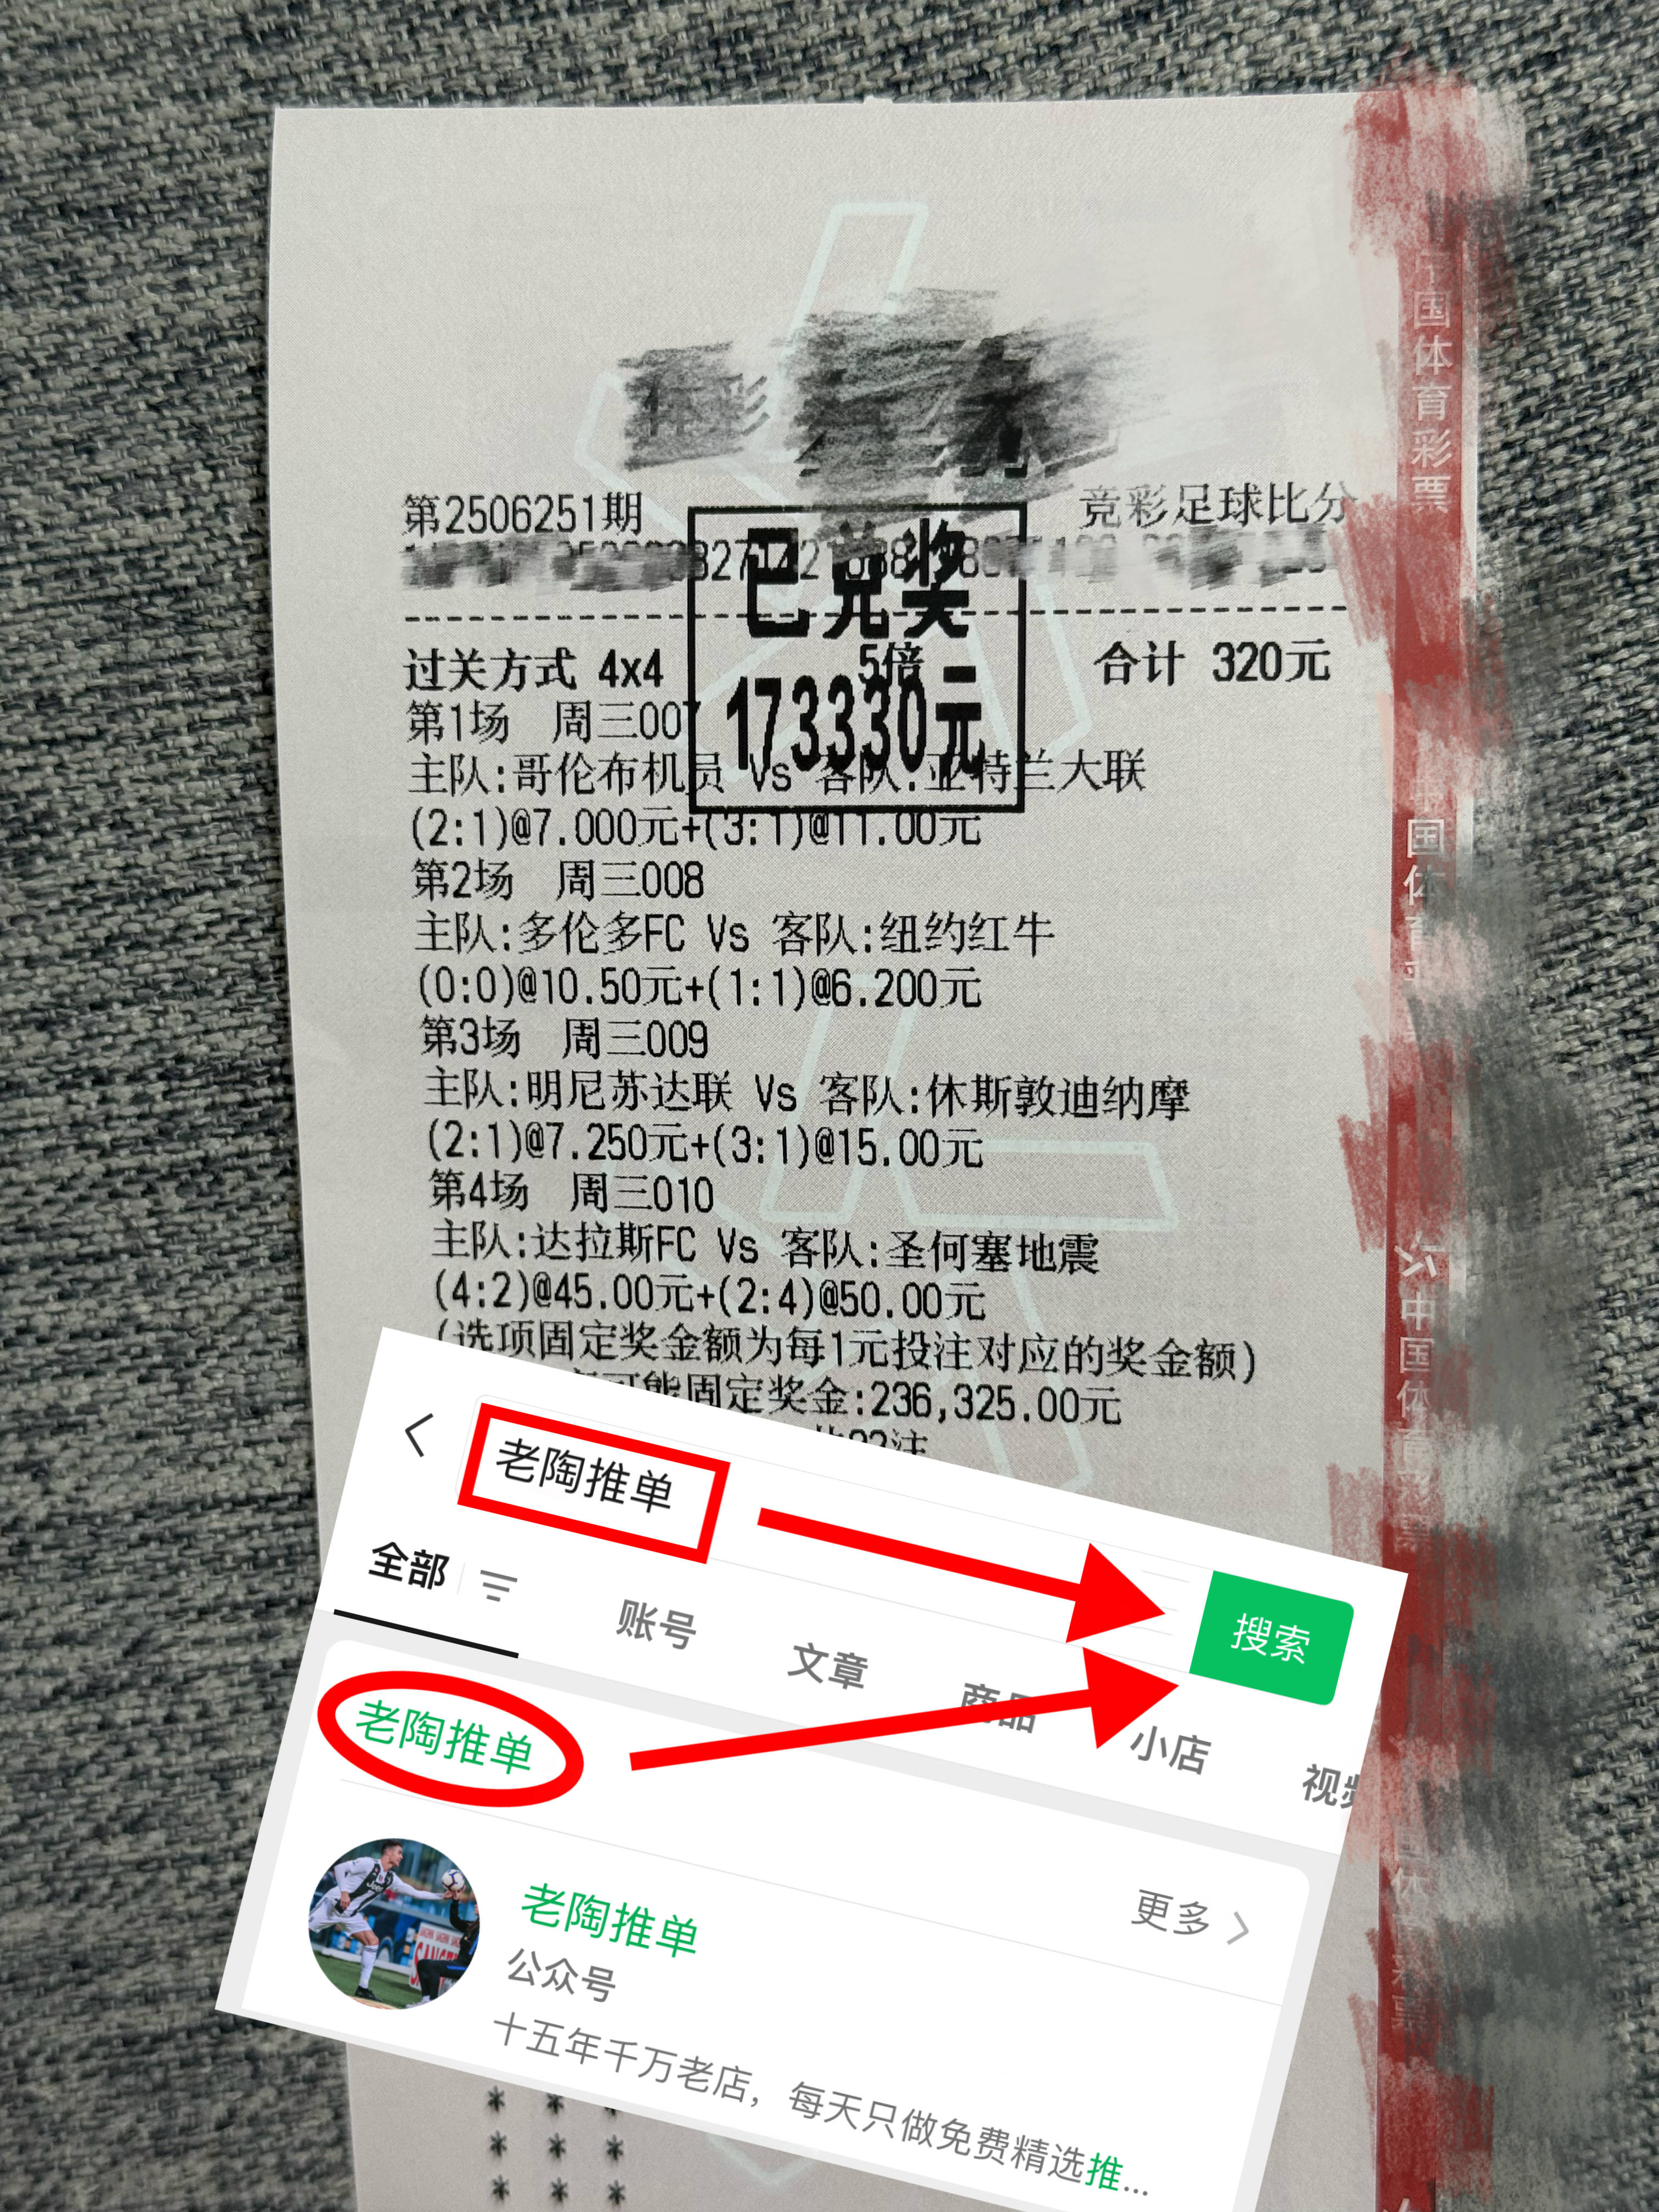 第2506251期
竞彩足球比分
已兑奖
173330元
过关方式 4x4
5倍
合计 320元
第1场 周三007
主队:哥伦布机员 Vs 客队:亚特兰大联
(2:1)@7.000元+(3:1)@11.00元
第2场 周三008
主队:多伦多FC Vs 客队:纽约红牛
(0:0)@10.50元+(1:1)@6.200元
第3场 周三009
主队:明尼苏达联 Vs 客队:休斯敦迪纳摩
(2:1)@7.250元+(3:1)@15.00元
第4场 周三010
主队:达拉斯FC Vs 客队:圣何塞地震
(4:2)@45.00元+(2:4)@50.00元
(选项固定奖金额为每1元投注对应的奖金额)
可能固定奖金:236,325.00元
老陶推单
搜索
全部
账号
文章
商品
小店
视频
老陶推单
老陶推单
更多
公众号
十五年千万老店，每天只做免费精选推...
* * *
* * *
* * *
国体育彩票
中国体